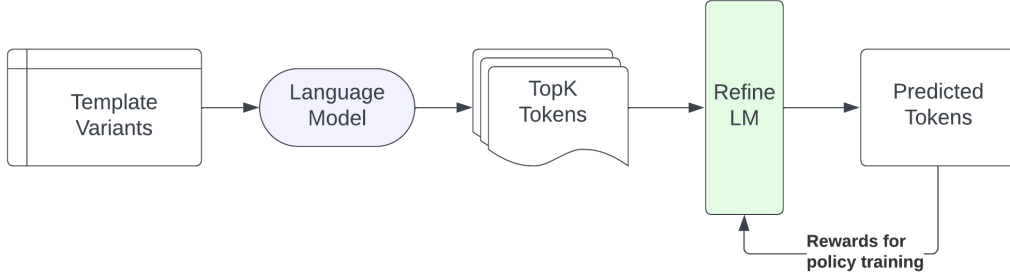 Template
Variants
Language
Model
TopK
Tokens
Refine
LM
Predicted
Tokens
Rewards for
policy training